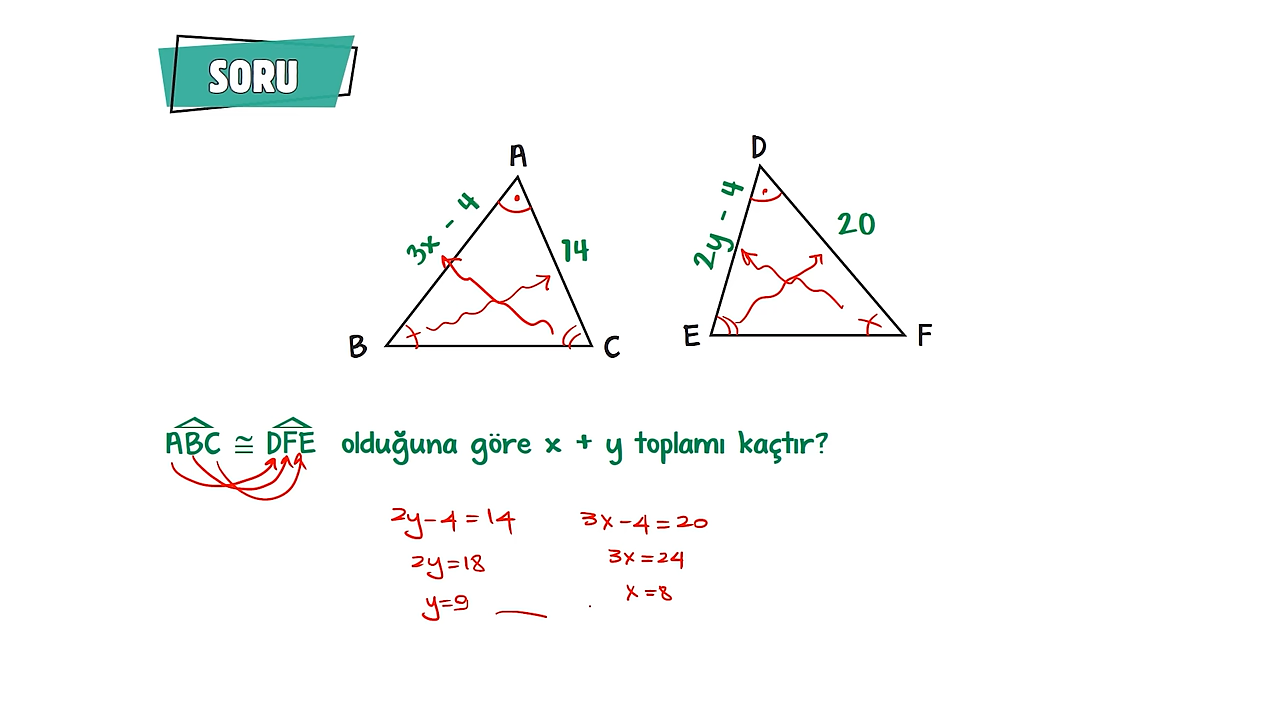 SORU
A
D
3x - 4
14
2y - 4
20
B
C
E
F
ABC ≅ DFE olduğuna göre x + y toplamı kaçtır?
2y-4=14
3x-4=20
2y=18
3x=24
y=9
x=8